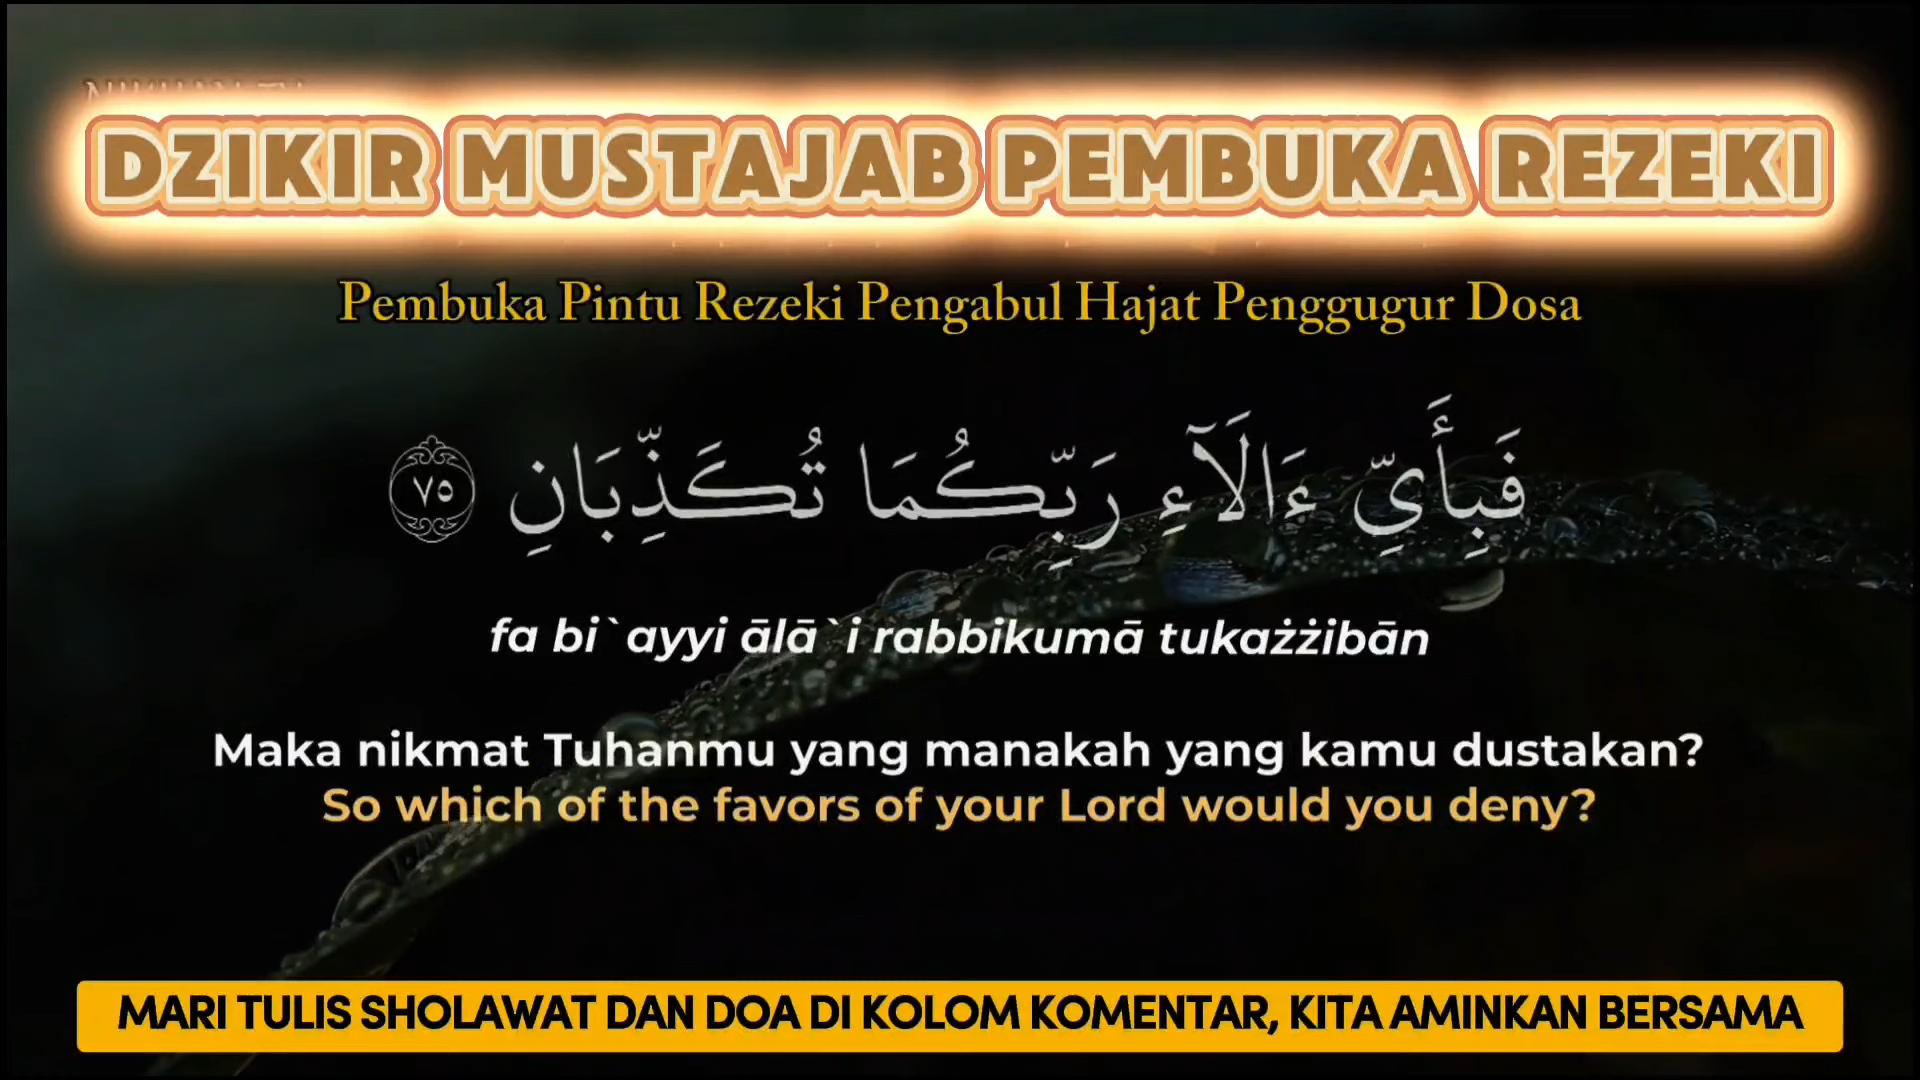 DZIKIR MUSTAJAB PEMBUKA REZEKI
Pembuka Pintu Rezeki Pengabul Hajat Penggugur Dosa
فَبِأَيِّ ءَالَآءِ رَبِّكُمَا تُكَذِّبَانِ ٧٥
fa bi`ayyi ālā`i rabbikumā tukażżibān
Maka nikmat Tuhanmu yang manakah yang kamu dustakan?
So which of the favors of your Lord would you deny?
MARI TULIS SHOLAWAT DAN DOA DI KOLOM KOMENTAR, KITA AMINKAN BERSAMA